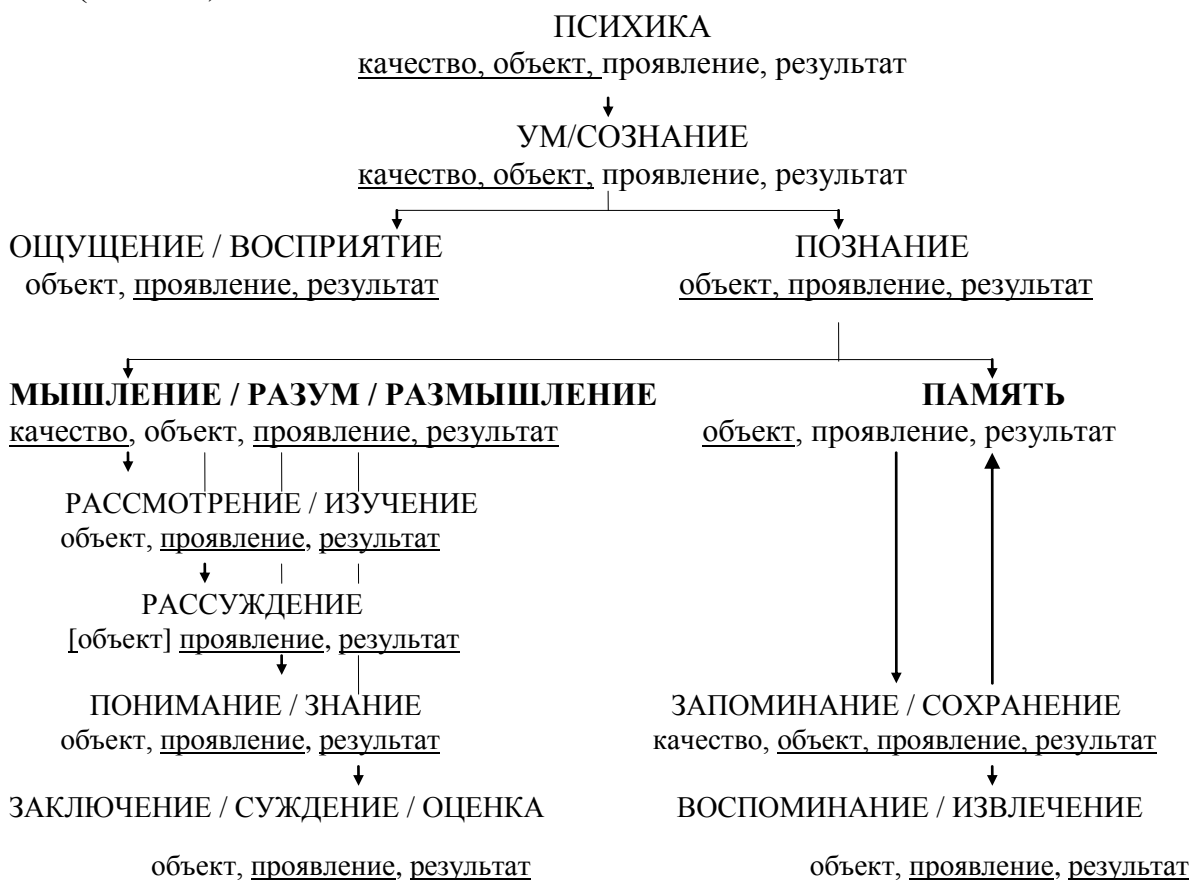 ПСИХИКА
качество, объект, проявление, результат
УМ/СОЗНАНИЕ
качество, объект, проявление, результат
ОЩУЩЕНИЕ / ВОСПРИЯТИЕ ПОЗНАНИЕ
объект, проявление, результат объект, проявление, результат
МЫШЛЕНИЕ / РАЗУМ / РАЗМЫШЛЕНИЕ ПАМЯТЬ
качество, объект, проявление, результат объект, проявление, результат
РАССМОТРЕНИЕ / ИЗУЧЕНИЕ
объект, проявление, результат
РАССУЖДЕНИЕ
[объект] проявление, результат
ПОНИМАНИЕ / ЗНАНИЕ ЗАПОМИНАНИЕ / СОХРАНЕНИЕ
объект, проявление, результат качество, объект, проявление, результат
ЗАКЛЮЧЕНИЕ / СУЖДЕНИЕ / ОЦЕНКА ВОСПОМИНАНИЕ / ИЗВЛЕЧЕНИЕ
объект, проявление, результат объект, проявление, результат